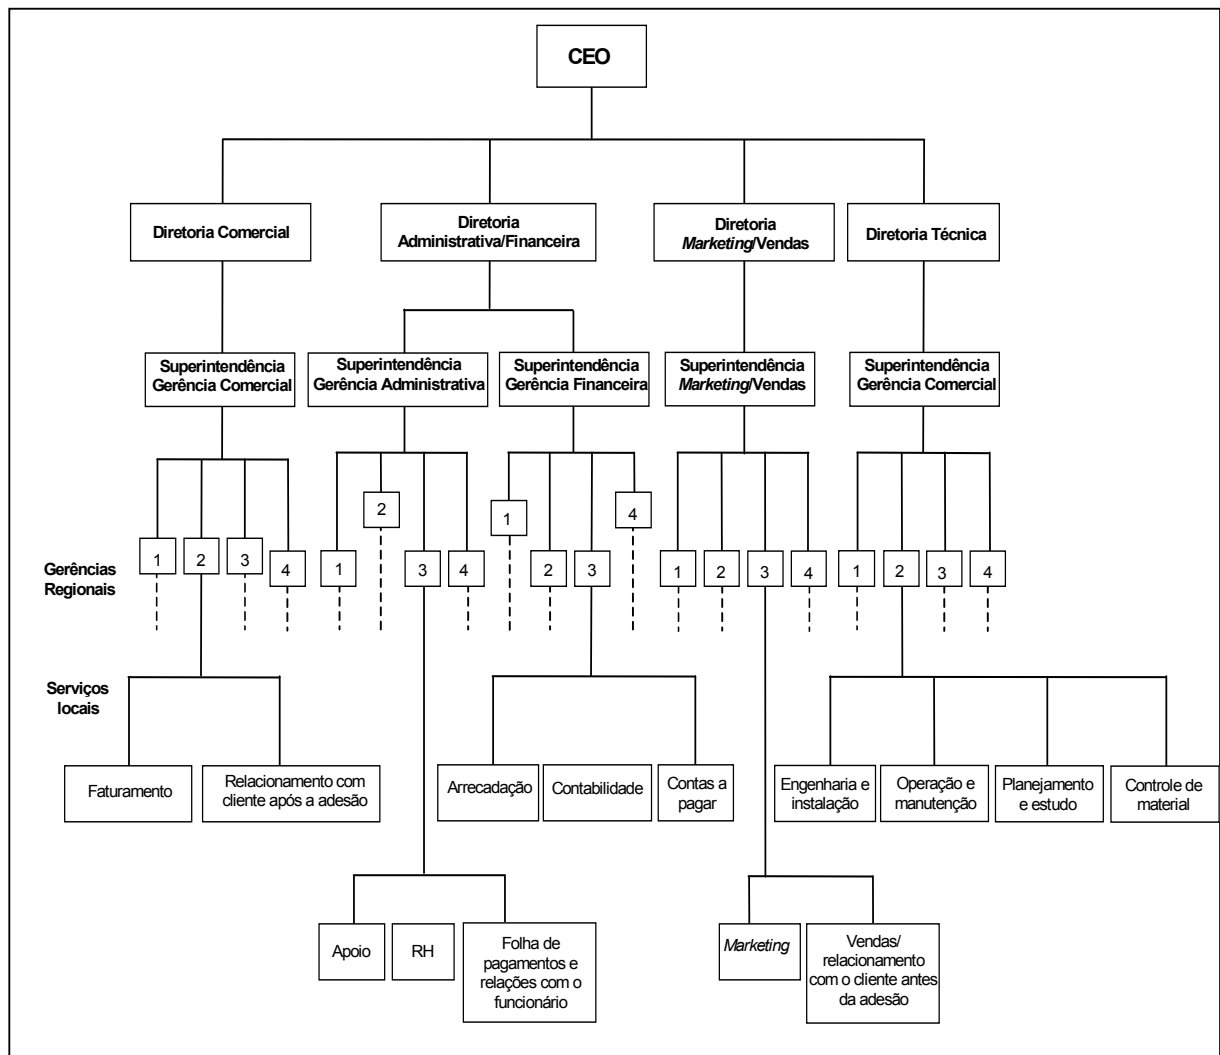 CEO
Diretoria Comercial
Diretoria
Administrativa/Financeira
Diretoria
Marketing/Vendas
Diretoria Técnica
Superintendência
Gerência Comercial
Superintendência
Gerência Administrativa
Superintendência
Gerência Financeira
Superintendência
Marketing/Vendas
Superintendência
Gerência Comercial
Gerências
Regionais
1
2
3
4
1
2
3
4
1
2
3
4
1
2
3
4
1
2
3
4
Serviços
locais
Faturamento
Relacionamento com
cliente após a adesão
Arrecadação
Contabilidade
Contas a
pagar
Engenharia e
instalação
Operação e
manutenção
Planejamento
e estudo
Controle de
material
Apoio
RH
Folha de
pagamentos e
relações com o
funcionário
Marketing
Vendas/
relacionamento
com o cliente antes
da adesão